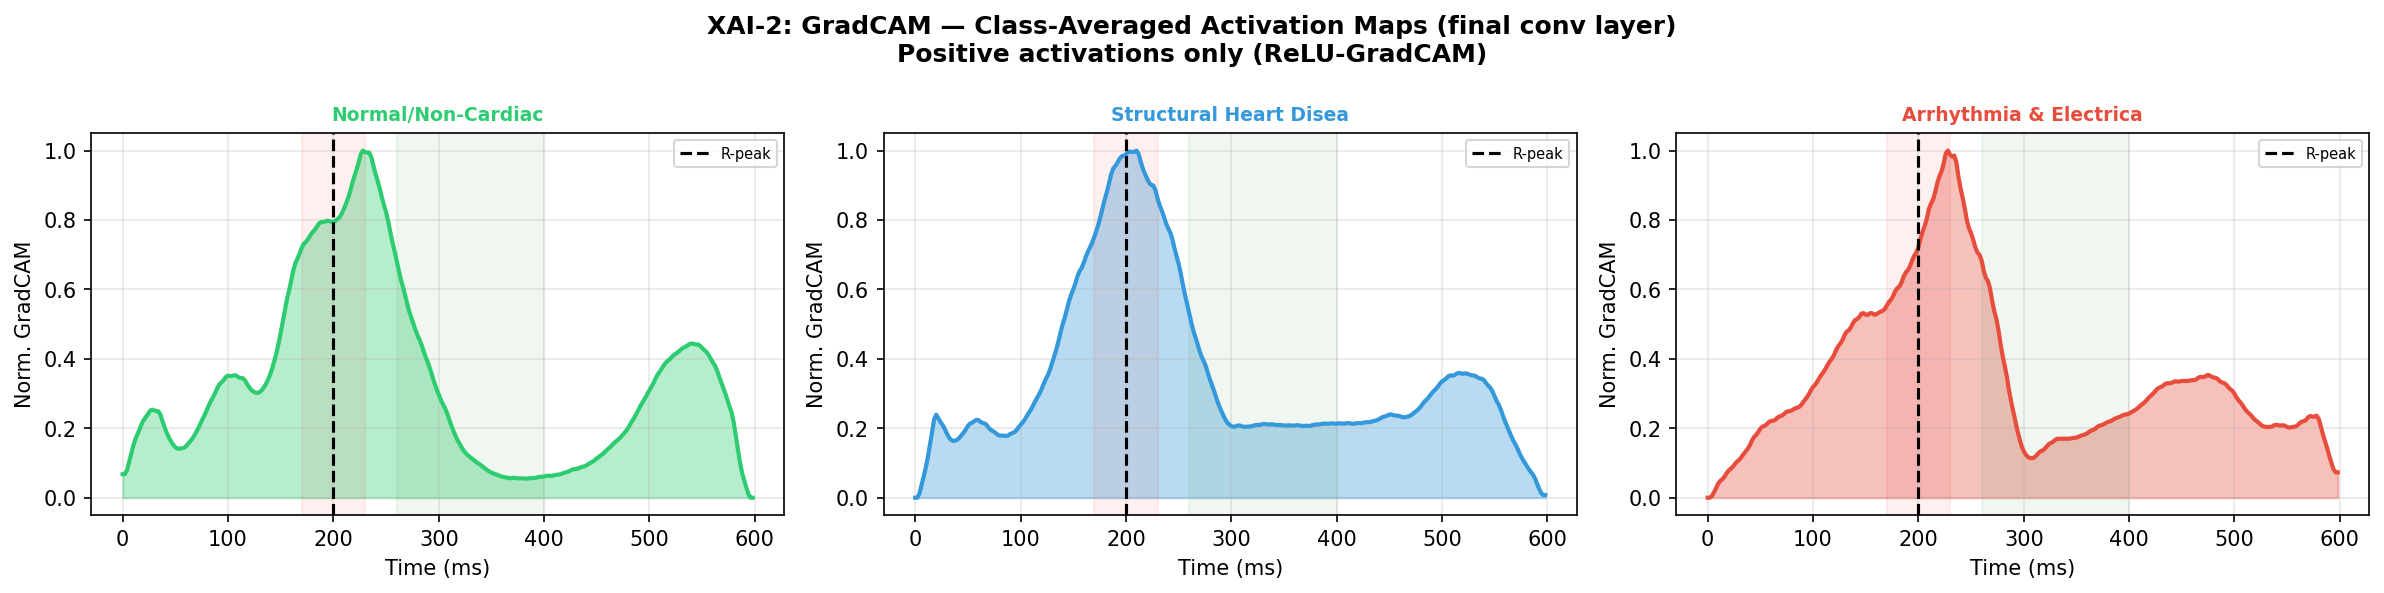 XAI-2: GradCAM — Class-Averaged Activation Maps (final conv layer)
Positive activations only (ReLU-GradCAM)
Normal/Non-Cardiac
Norm. GradCAM
1.0
0.8
0.6
0.4
0.2
0.0
R-peak
0 100 200 300 400 500 600
Time (ms)
Structural Heart Disea
Norm. GradCAM
1.0
0.8
0.6
0.4
0.2
0.0
R-peak
0 100 200 300 400 500 600
Time (ms)
Arrhythmia & Electrica
Norm. GradCAM
1.0
0.8
0.6
0.4
0.2
0.0
R-peak
0 100 200 300 400 500 600
Time (ms)